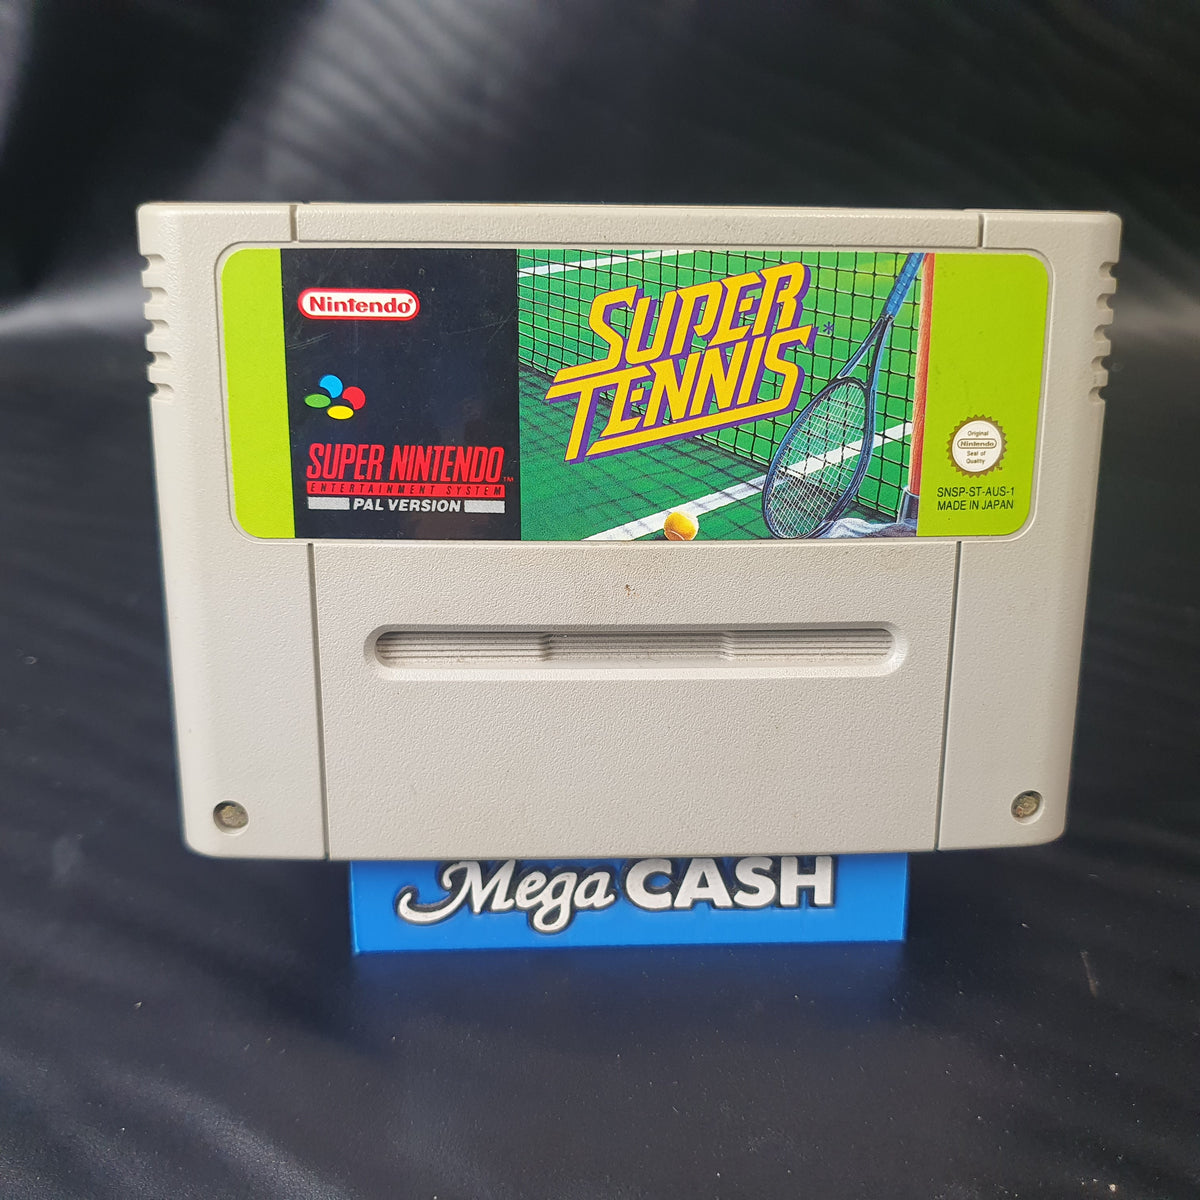 Nintendo®
SUPER NINTENDO™
ENTERTAINMENT SYSTEM
PAL VERSION
SUPER
TENNIS
Original
Nintendo
Seal of
Quality
SNSP-ST-AUS-1
MADE IN JAPAN
Mega CASH